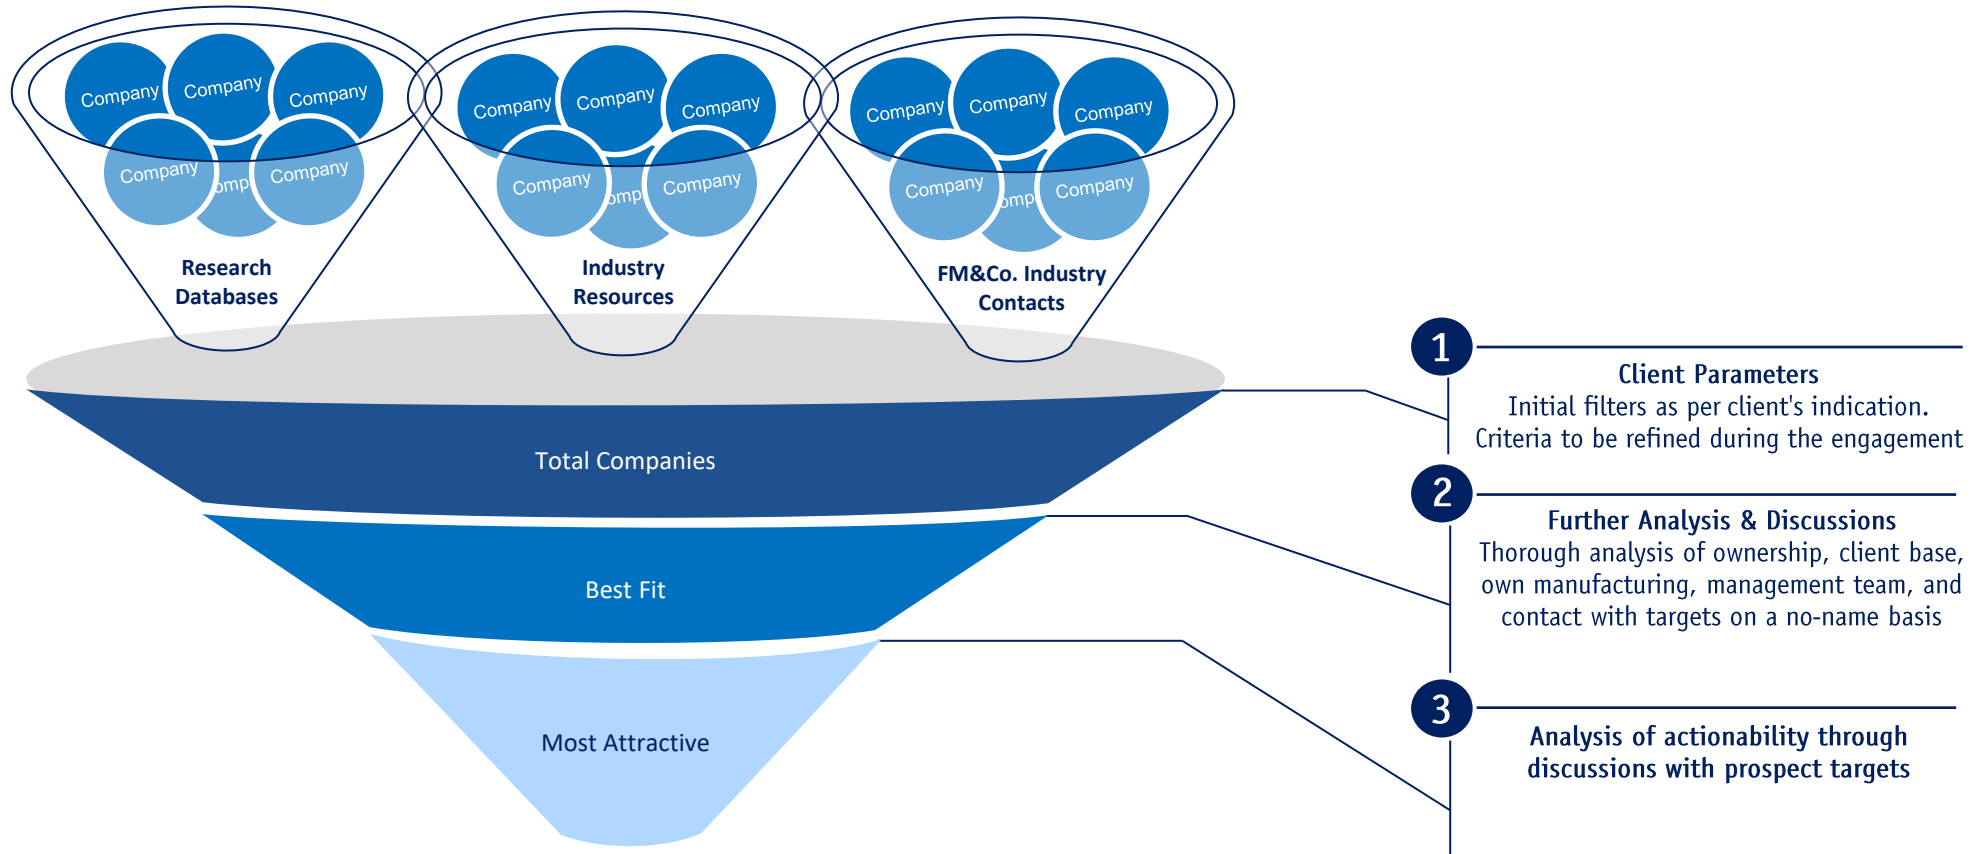 Company
Company
Company
Company
omp
Company
Company
Company
Company
Company
omp
Company
Company
Company
Company
Company
omp
Company
Research
Databases
Industry
Resources
FM&Co. Industry
Contacts
Total Companies
Best Fit
Most Attractive
1
Client Parameters
Initial filters as per client's indication.
Criteria to be refined during the engagement
2
Further Analysis & Discussions
Thorough analysis of ownership, client base,
own manufacturing, management team, and
contact with targets on a no-name basis
3
Analysis of actionability through
discussions with prospect targets